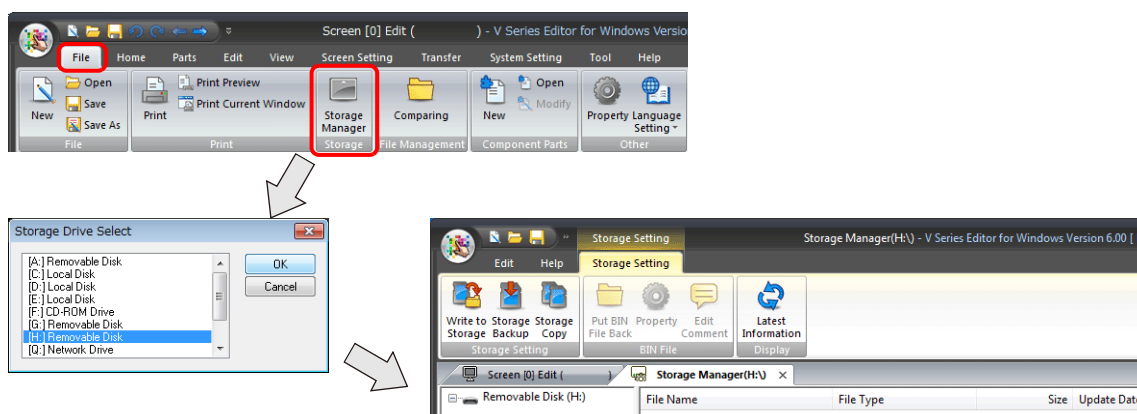 Screen [0] Edit ( ) - V Series Editor for Windows Versio
File Home Parts Edit View Screen Setting Transfer System Setting Tool Help
New
Open
Save
Save As
File
Print
Print Preview
Print Current Window
Print
Storage
Manager
Storage
Comparing
File Management
New
Open
Modify
Component Parts
Property
Language
Setting
Other
Storage Drive Select
[A:] Removable Disk
[C:] Local Disk
[D:] Local Disk
[E:] Local Disk
[F:] CD-ROM Drive
[G:] Removable Disk
[H:] Removable Disk
[Q:] Network Drive
OK
Cancel
Storage Setting
Storage Manager(H:\) - V Series Editor for Windows Version 6.00 [
Edit Help Storage Setting
Write to
Storage
Storage
Backup
Storage
Copy
Storage Setting
Put BIN
File Back
Property
Edit
Comment
BIN File
Latest
Information
Display
Screen [0] Edit ( )
Storage Manager(H:\) ×
Removable Disk (H:)
File Name File Type Size Update Dat